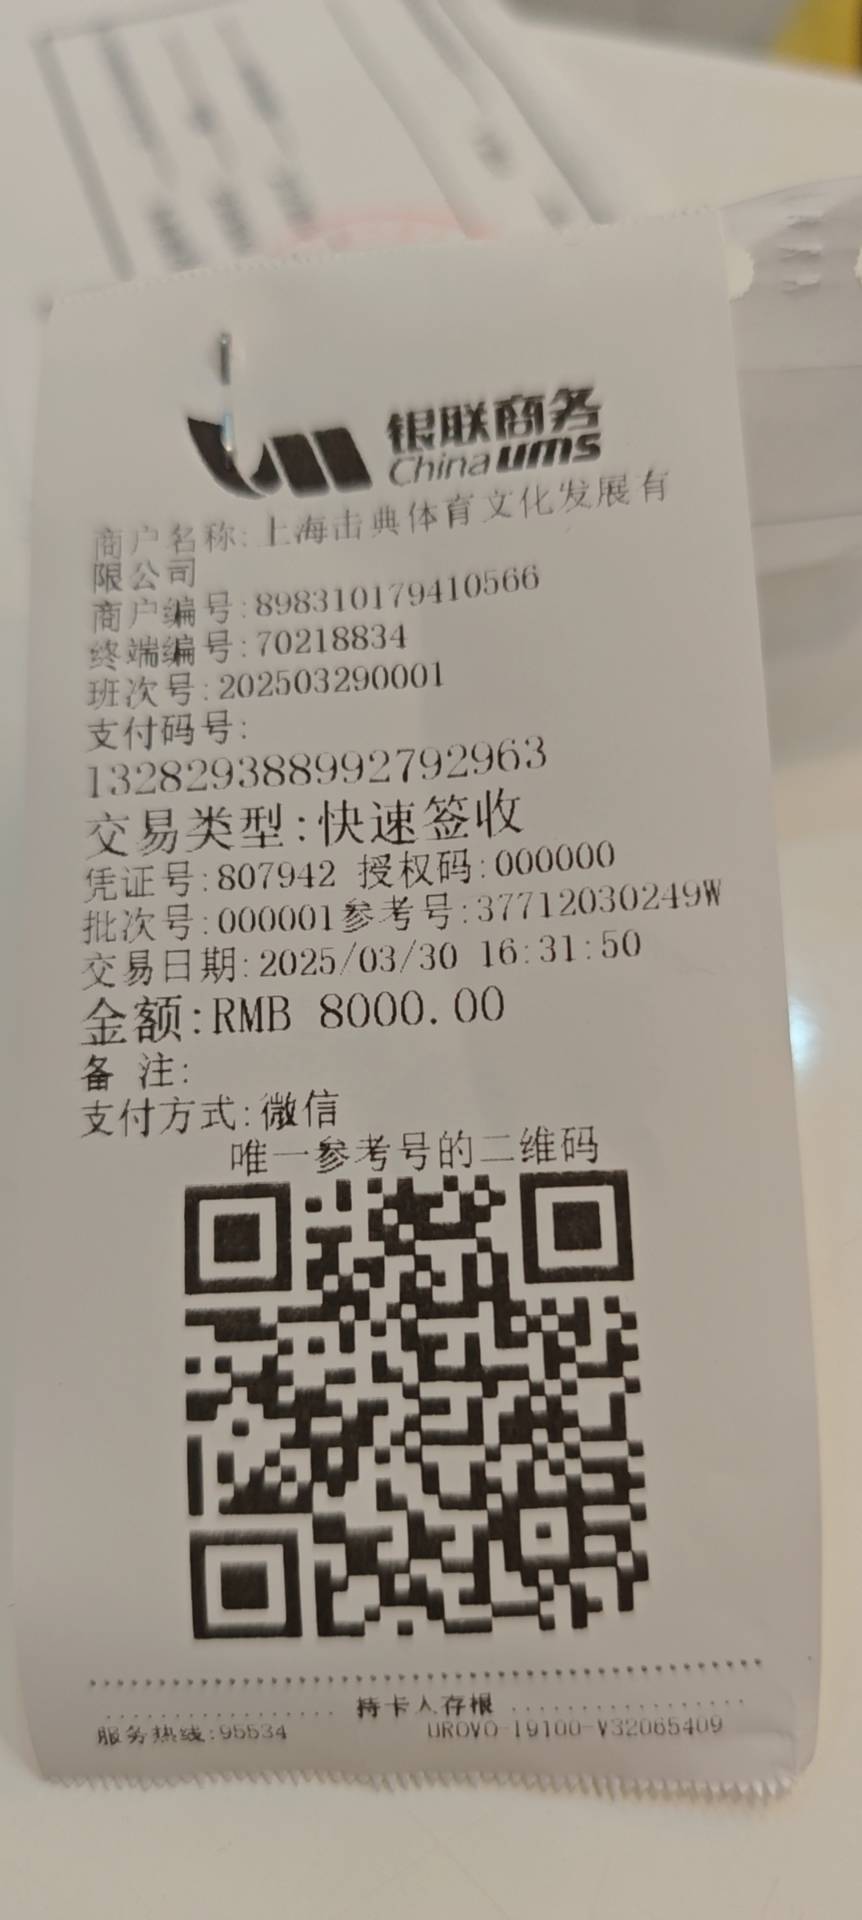 银联商务
China ums
商户名称:上海击典体育文化发展有
限公司
商户编号:898310179410566
终端编号:70218834
班次号:202503290001
支付码号:
132829388992792963
交易类型:快速签收
凭证号:807942 授权码:000000
批次号:000001参考号:37712030249W
交易日期:2025/03/30 16:31:50
金额:RMB 8000.00
备 注:
支付方式:微信
唯一参考号的二维码
持卡人存根
服务热线:95534 UROVO-I9100-V32065409